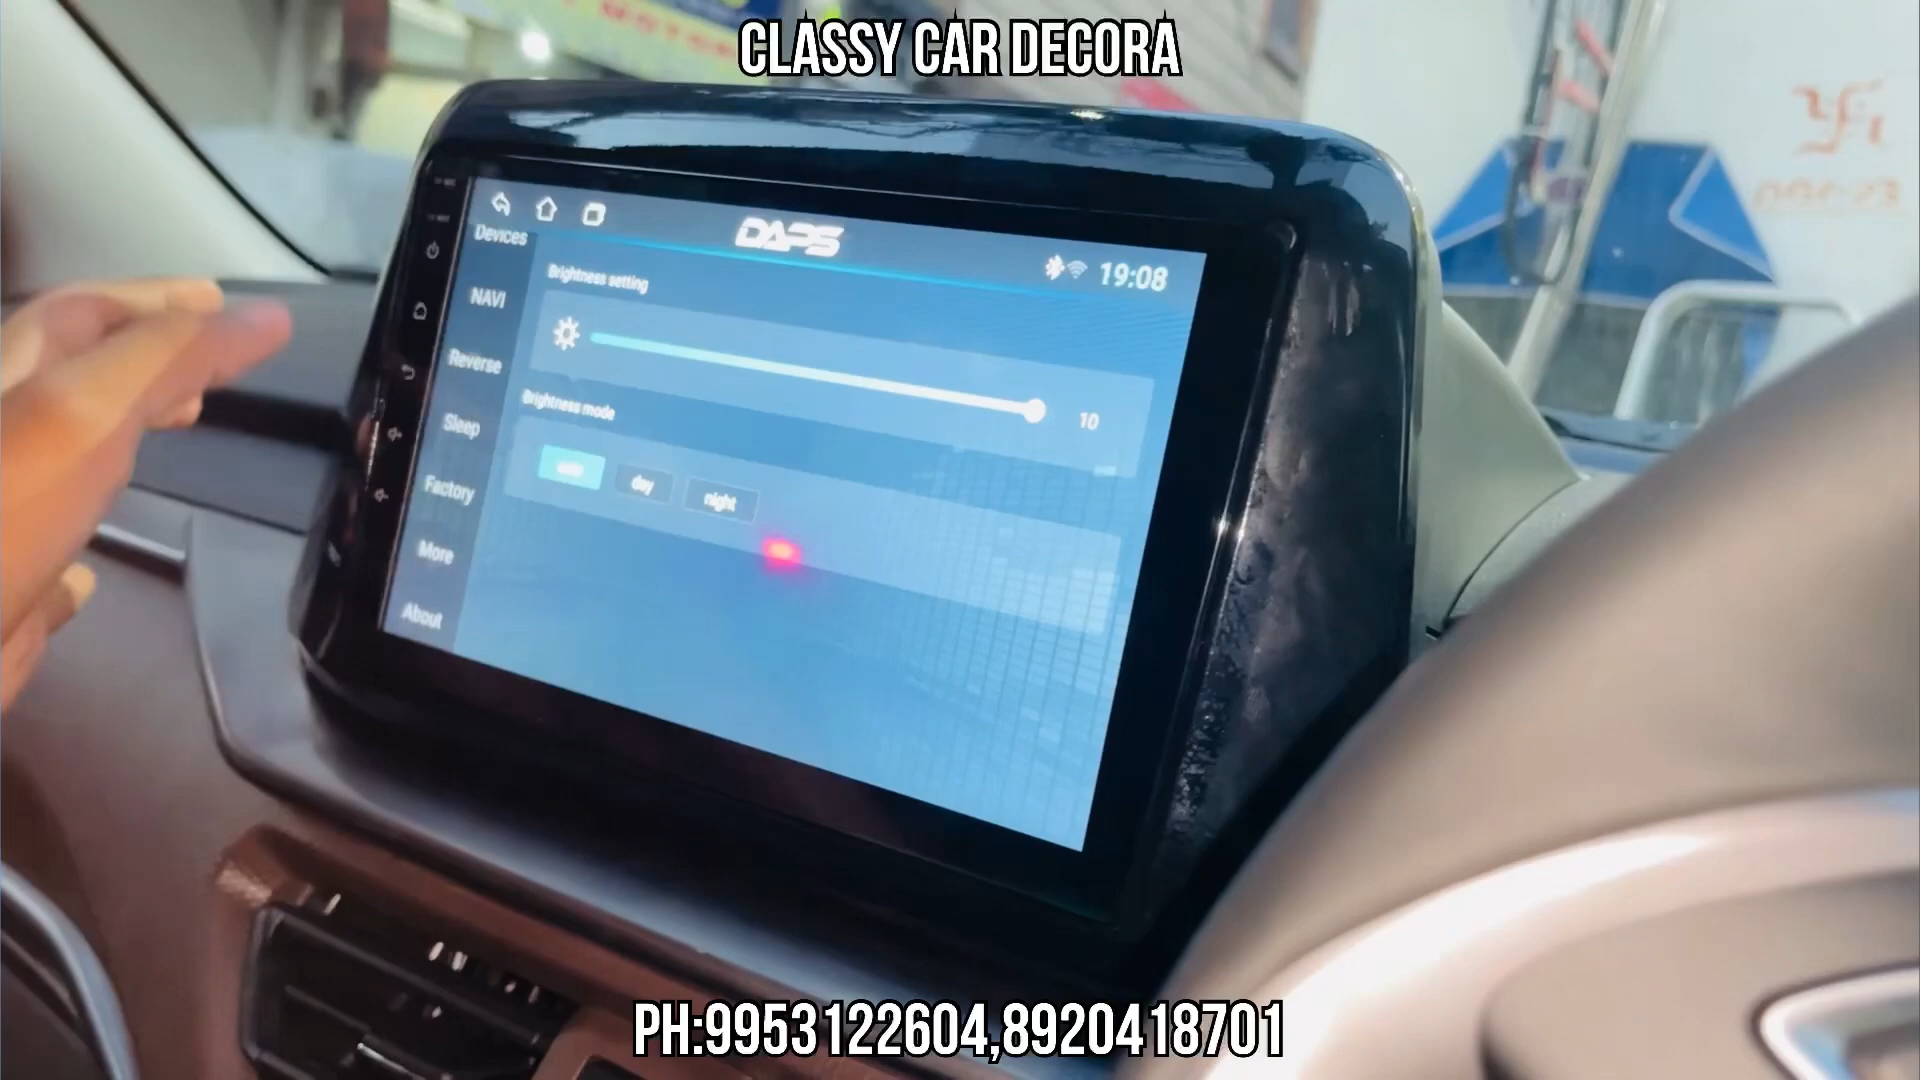 CLASSY CAR DECORA
DAPS
19:08
Devices
NAVI
Reverse
Sleep
Factory
More
About
Brightness setting
10
Brightness mode
auto
day
night
PH:9953122604,8920418701